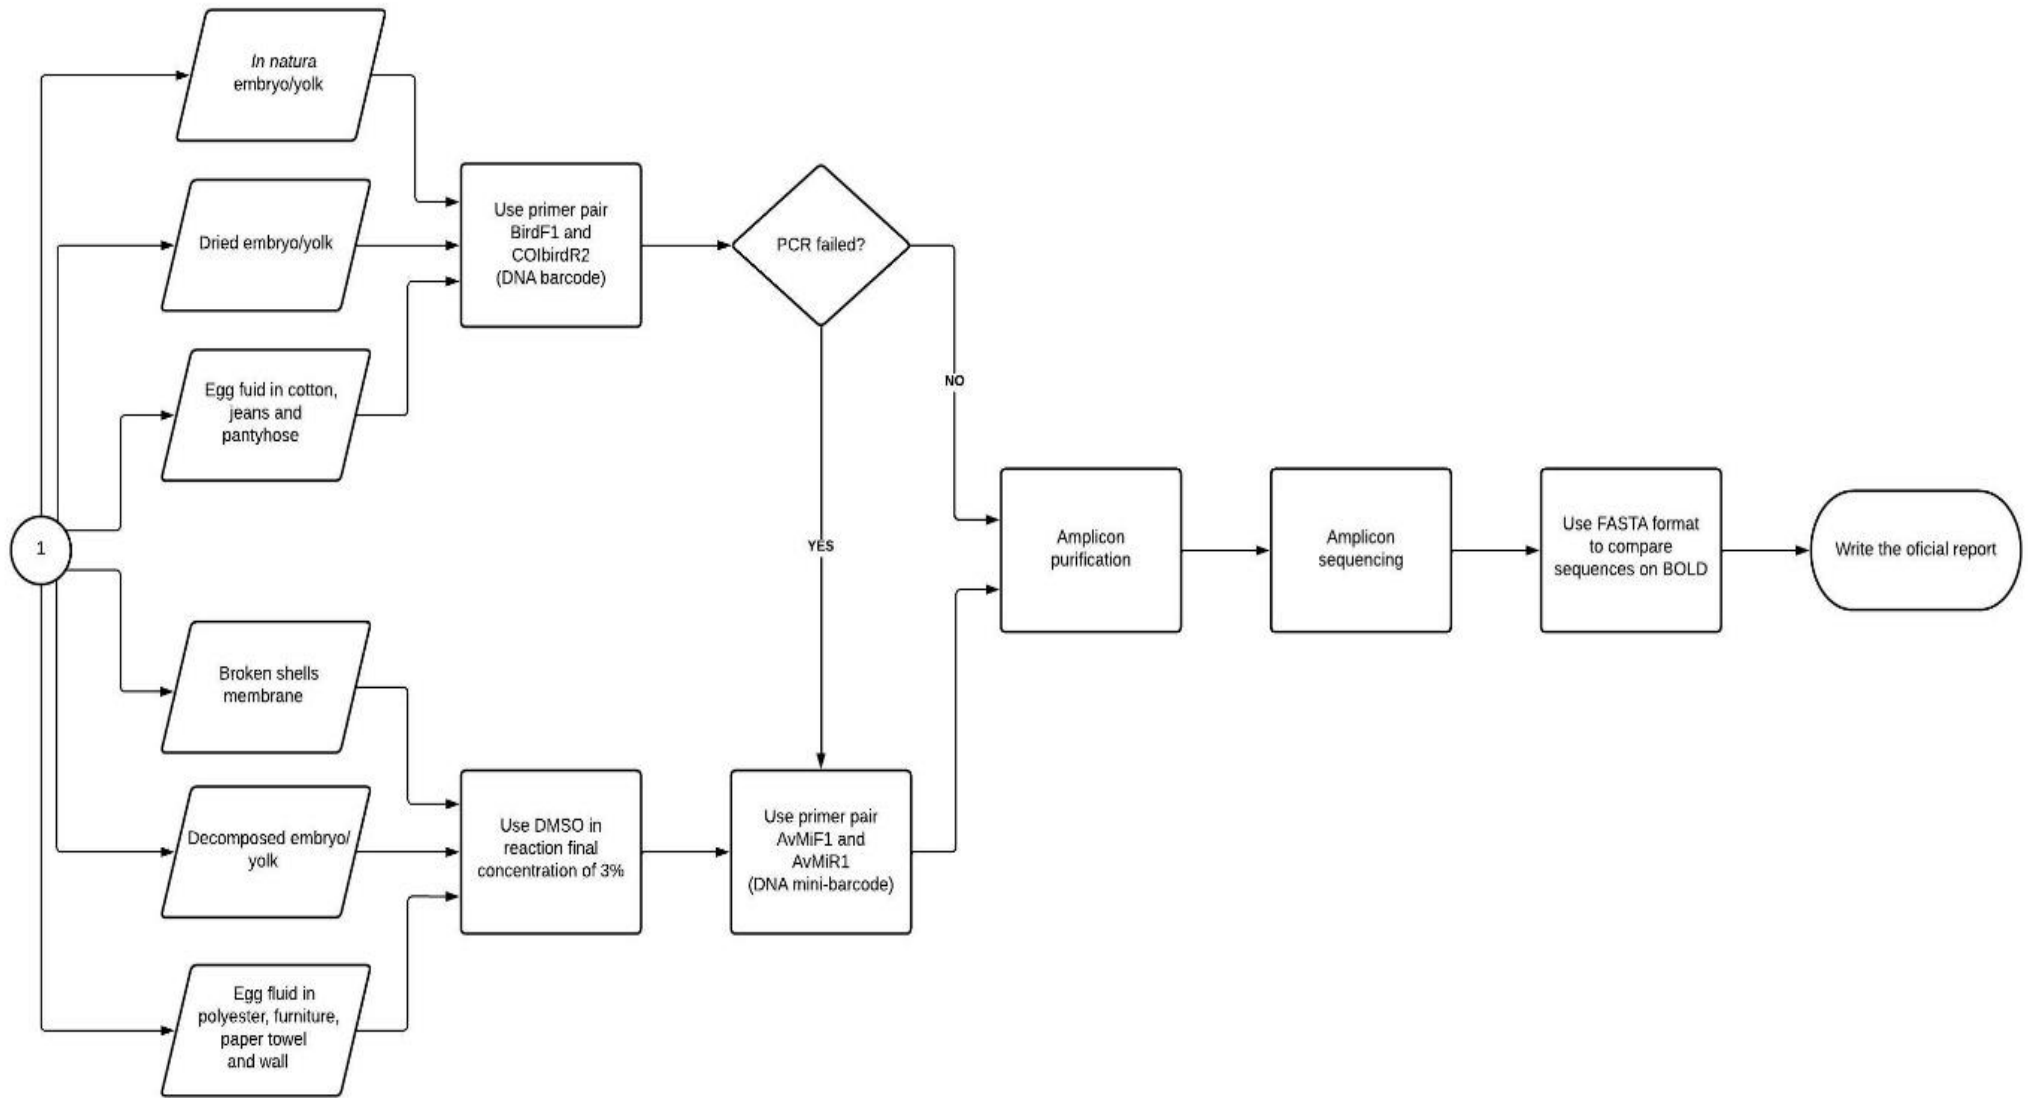 In natura
embryo/yolk
Dried embryo/yolk
Egg fuid in cotton,
jeans and
pantyhose
1
Broken shells
membrane
Decomposed embryo/
yolk
Egg fluid in
polyester, furniture,
paper towel
and wall
Use primer pair
BirdF1 and
COIbirdR2
(DNA barcode)
Use DMSO in
reaction final
concentration of 3%
PCR failed?
NO
YES
Use primer pair
AvMiF1 and
AvMiR1
(DNA mini-barcode)
Amplicon
purification
Amplicon
sequencing
Use FASTA format
to compare
sequences on BOLD
Write the oficial report